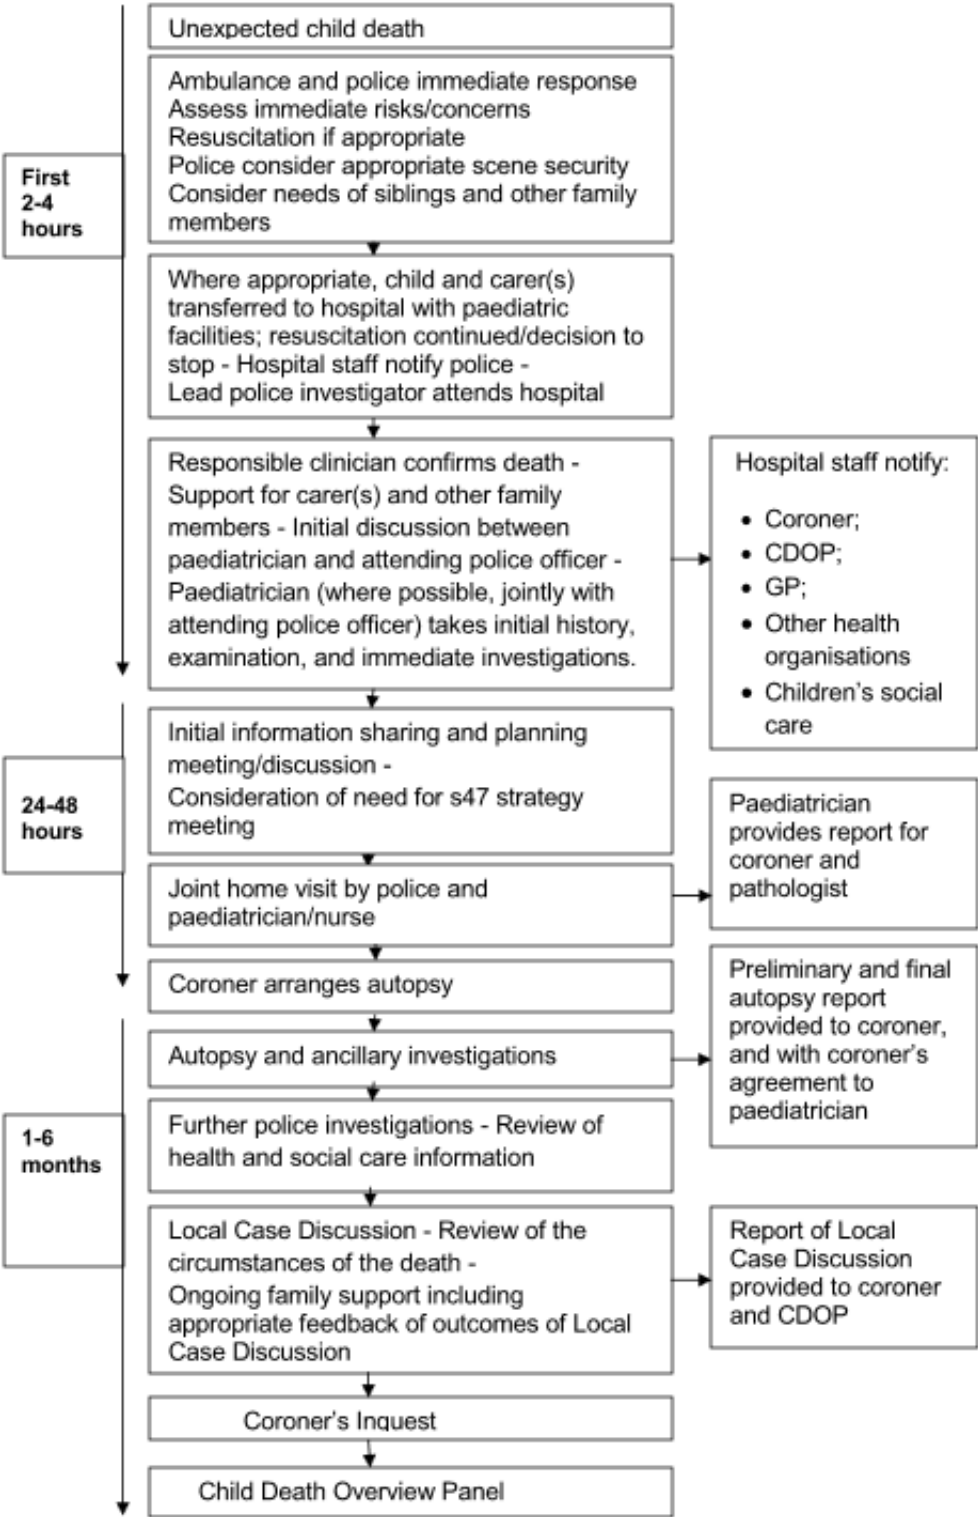 Unexpected child death
Ambulance and police immediate response
Assess immediate risks/concerns
Resuscitation if appropriate
Police consider appropriate scene security
Consider needs of siblings and other family
members
First
2-4
hours
Where appropriate, child and carer(s)
transferred to hospital with paediatric
facilities; resuscitation continued/decision to
stop - Hospital staff notify police -
Lead police investigator attends hospital
Responsible clinician confirms death -
Support for carer(s) and other family
members - Initial discussion between
paediatrician and attending police officer -
Paediatrician (where possible, jointly with
attending police officer) takes initial history,
examination, and immediate investigations.
Hospital staff notify:
• Coroner;
• CDOP;
• GP;
• Other health
organisations
• Children's social
care
24-48
hours
Initial information sharing and planning
meeting/discussion -
Consideration of need for s47 strategy
meeting
Joint home visit by police and
paediatrician/nurse
Paediatrician
provides report for
coroner and
pathologist
Coroner arranges autopsy
Autopsy and ancillary investigations
Preliminary and final
autopsy report
provided to coroner,
and with coroner's
agreement to
paediatrician
1-6
months
Further police investigations - Review of
health and social care information
Local Case Discussion - Review of the
circumstances of the death -
Ongoing family support including
appropriate feedback of outcomes of Local
Case Discussion
Report of Local
Case Discussion
provided to coroner
and CDOP
Coroner's Inquest
Child Death Overview Panel